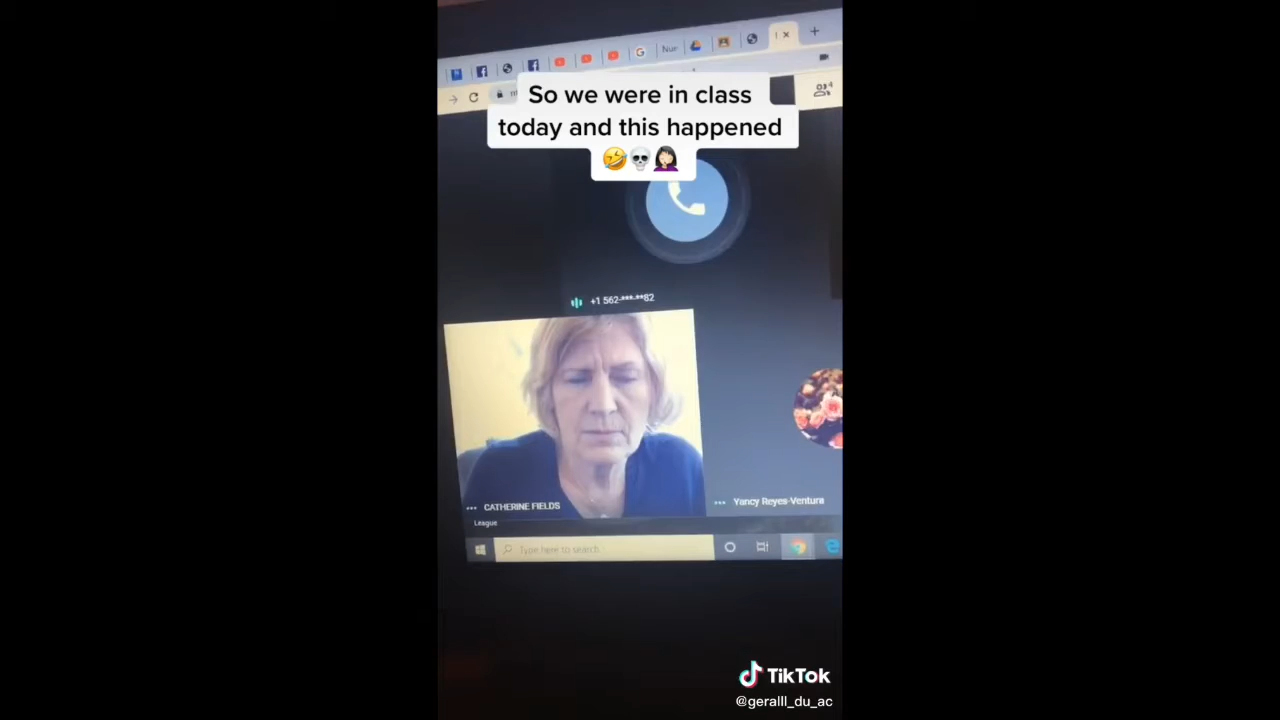 Nur
So we were in class
today and this happened
🤣💀🤦🏻‍♀️
+1 562-***-**82
CATHERINE FIELDS
Yancy Reyes-Ventura
League
Type here to search
TikTok
@geralll_du_ac